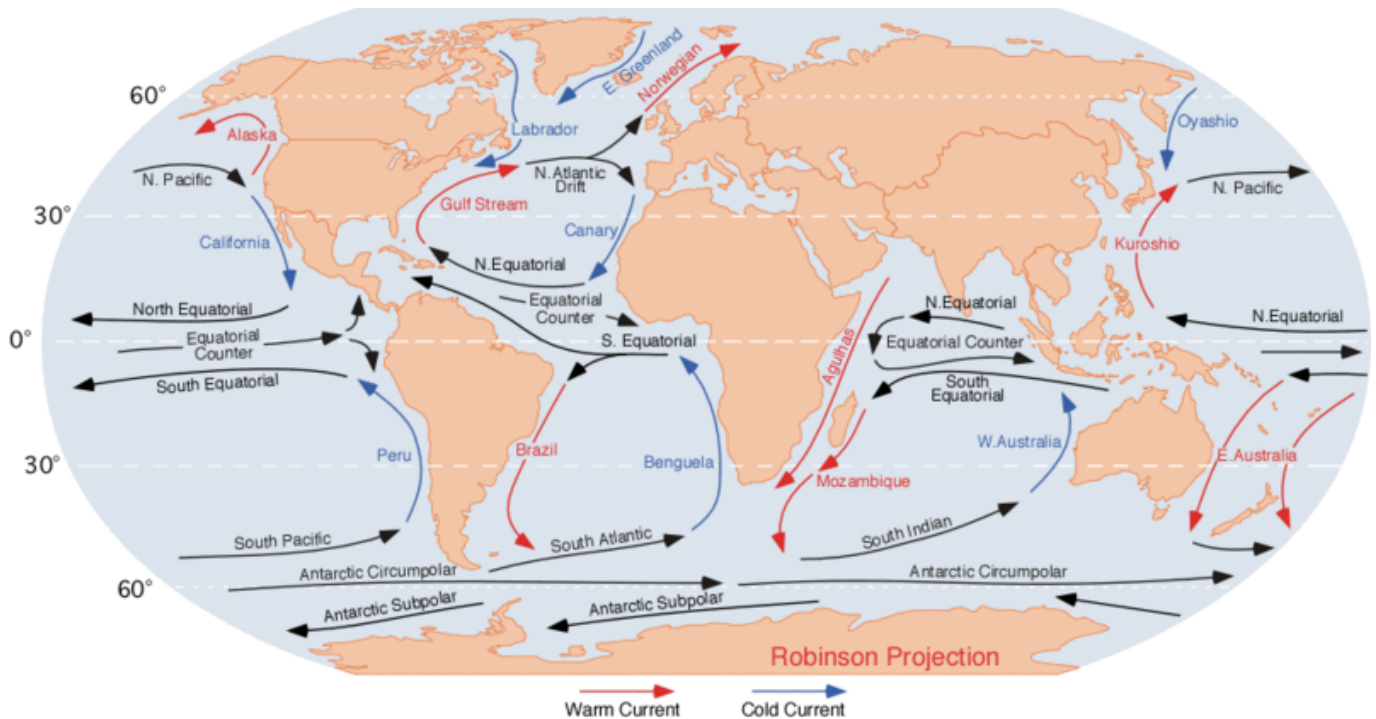 E. Greenland
Norwegian
60°
Alaska
Labrador
Oyashio
N. Pacific
N.Atlantic
Drift
N. Pacific
30°
Gulf Stream
California
Canary
Kuroshio
N.Equatorial
North Equatorial
Equatorial
Counter
N.Equatorial
N.Equatorial
0°
Equatorial
Counter
S. Equatorial
Equatorial Counter
Agulhas
South Equatorial
South
Equatorial
Peru
Brazil
Benguela
W.Australia
E.Australia
30°
Mozambique
South Pacific
South Atlantic
South Indian
60°
Antarctic Circumpolar
Antarctic Circumpolar
Antarctic Subpolar
Antarctic Subpolar
Robinson Projection
Warm Current
Cold Current